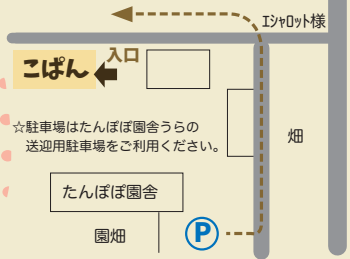 エシャロット様
入口
こぱん
☆駐車場はたんぽぽ園舎うらの
送迎用駐車場をご利用ください。
畑
たんぽぽ園舎
園畑
P